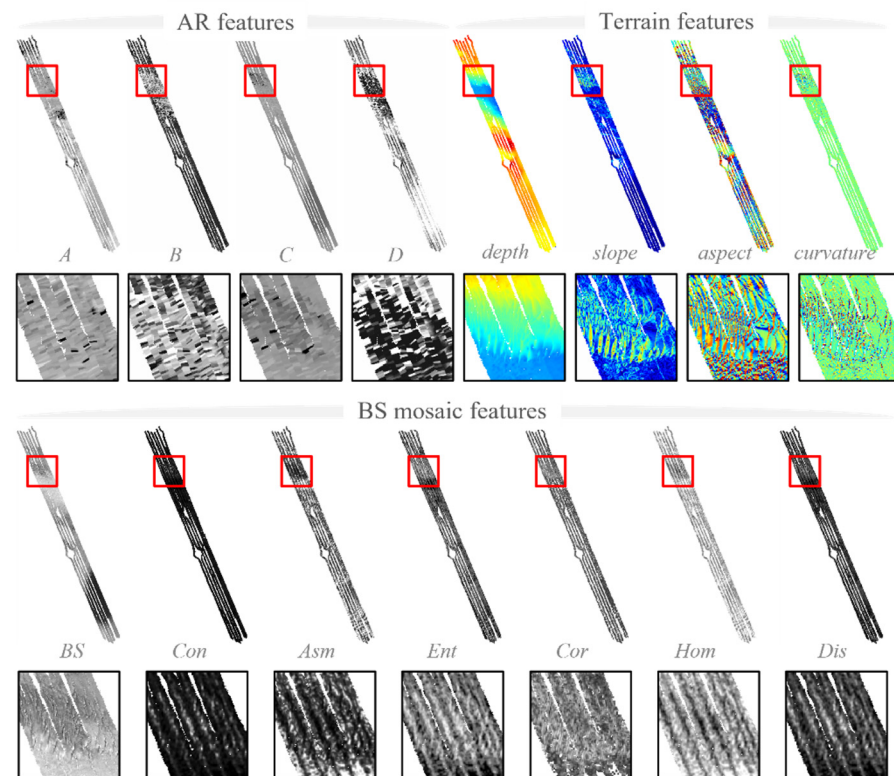 AR features
Terrain features
A B C D depth slope aspect curvature
BS mosaic features
BS Con Asm Ent Cor Hom Dis